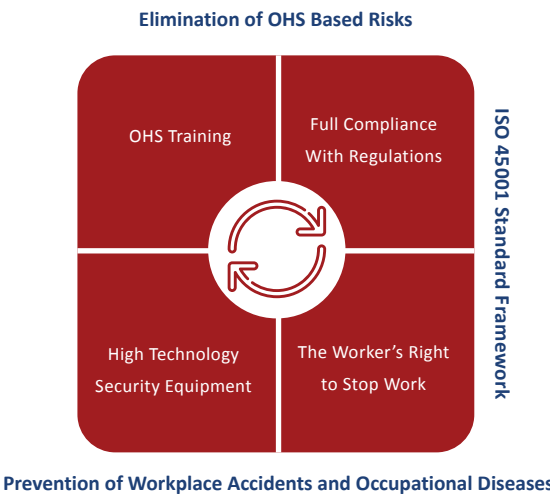 Elimination of OHS Based Risks
OHS Training
Full Compliance
With Regulations
ISO 45001 Standard Framework
High Technology
Security Equipment
The Worker's Right
to Stop Work
Prevention of Workplace Accidents and Occupational Diseases